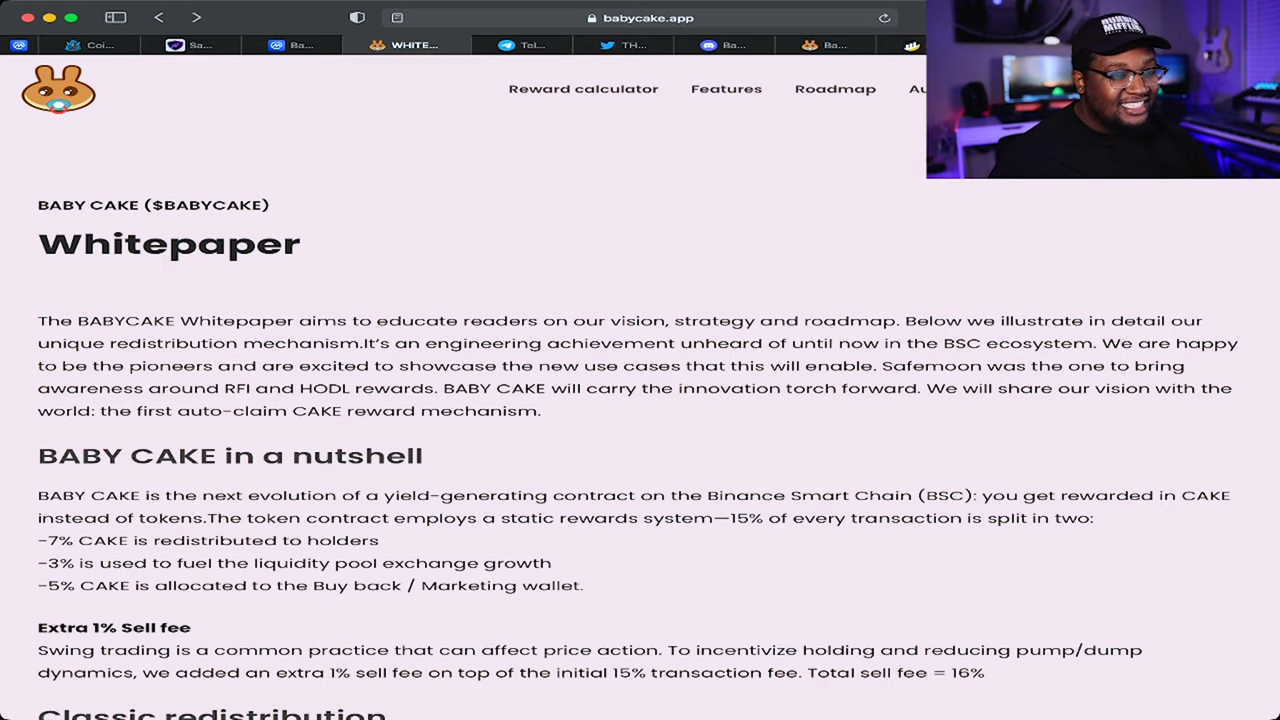 babycake.app
Coi...
Sa...
Ba...
WHITE...
Tel...
TH...
Ba...
Ba...
Reward calculator
Features
Roadmap
BABY CAKE ($BABYCAKE)
Whitepaper
The BABYCAKE Whitepaper aims to educate readers on our vision, strategy and roadmap. Below we illustrate in detail our
unique redistribution mechanism.It's an engineering achievement unheard of until now in the BSC ecosystem. We are happy
to be the pioneers and are excited to showcase the new use cases that this will enable. Safemoon was the one to bring
awareness around RFI and HODL rewards. BABY CAKE will carry the innovation torch forward. We will share our vision with the
world: the first auto-claim CAKE reward mechanism.
BABY CAKE in a nutshell
BABY CAKE is the next evolution of a yield-generating contract on the Binance Smart Chain (BSC): you get rewarded in CAKE
instead of tokens.The token contract employs a static rewards system—15% of every transaction is split in two:
-7% CAKE is redistributed to holders
-3% is used to fuel the liquidity pool exchange growth
-5% CAKE is allocated to the Buy back / Marketing wallet.
Extra 1% Sell fee
Swing trading is a common practice that can affect price action. To incentivize holding and reducing pump/dump
dynamics, we added an extra 1% sell fee on top of the initial 15% transaction fee. Total sell fee = 16%
Classic redistribution